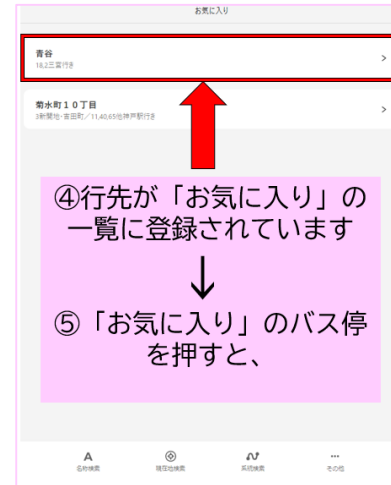 お気に入り
青谷
18,2三宮行き
菊水町１０丁目
3新開地・吉田町／11,40,65他神戸駅行き
④行先が「お気に入り」の
一覧に登録されています
↓
⑤「お気に入り」のバス停
を押すと、
A
名称検索
現在地検索
系統検索
その他